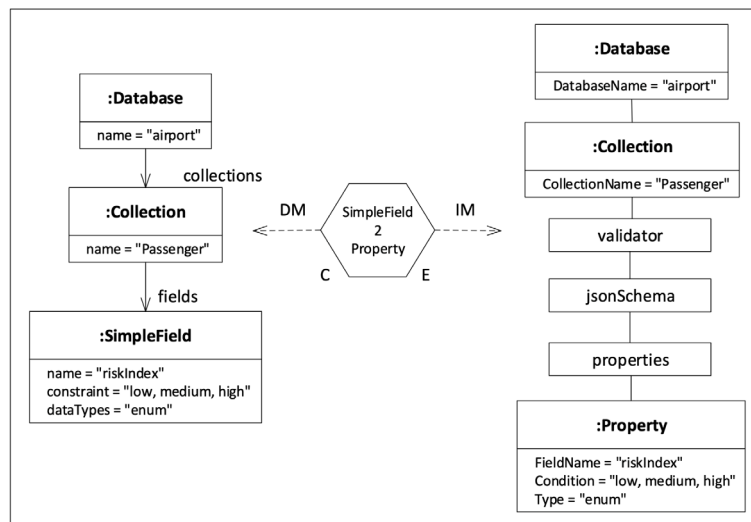 :Database
name = "airport"
collections
:Collection
name = "Passenger"
fields
:SimpleField
name = "riskIndex"
constraint = "low, medium, high"
dataTypes = "enum"
DM
SimpleField
2
Property
IM
C
E
:Database
DatabaseName = "airport"
:Collection
CollectionName = "Passenger"
validator
jsonSchema
properties
:Property
FieldName = "riskIndex"
Condition = "low, medium, high"
Type = "enum"